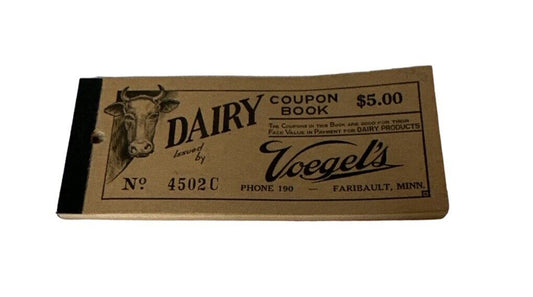 DAIRY COUPON BOOK $5.00
THE COUPONS IN THIS BOOK ARE GOOD FOR THEIR
FACE VALUE IN PAYMENT FOR DAIRY PRODUCTS
Issued by
Voegel's
Nº 4502C
PHONE 190 — FARIBAULT, MINN.